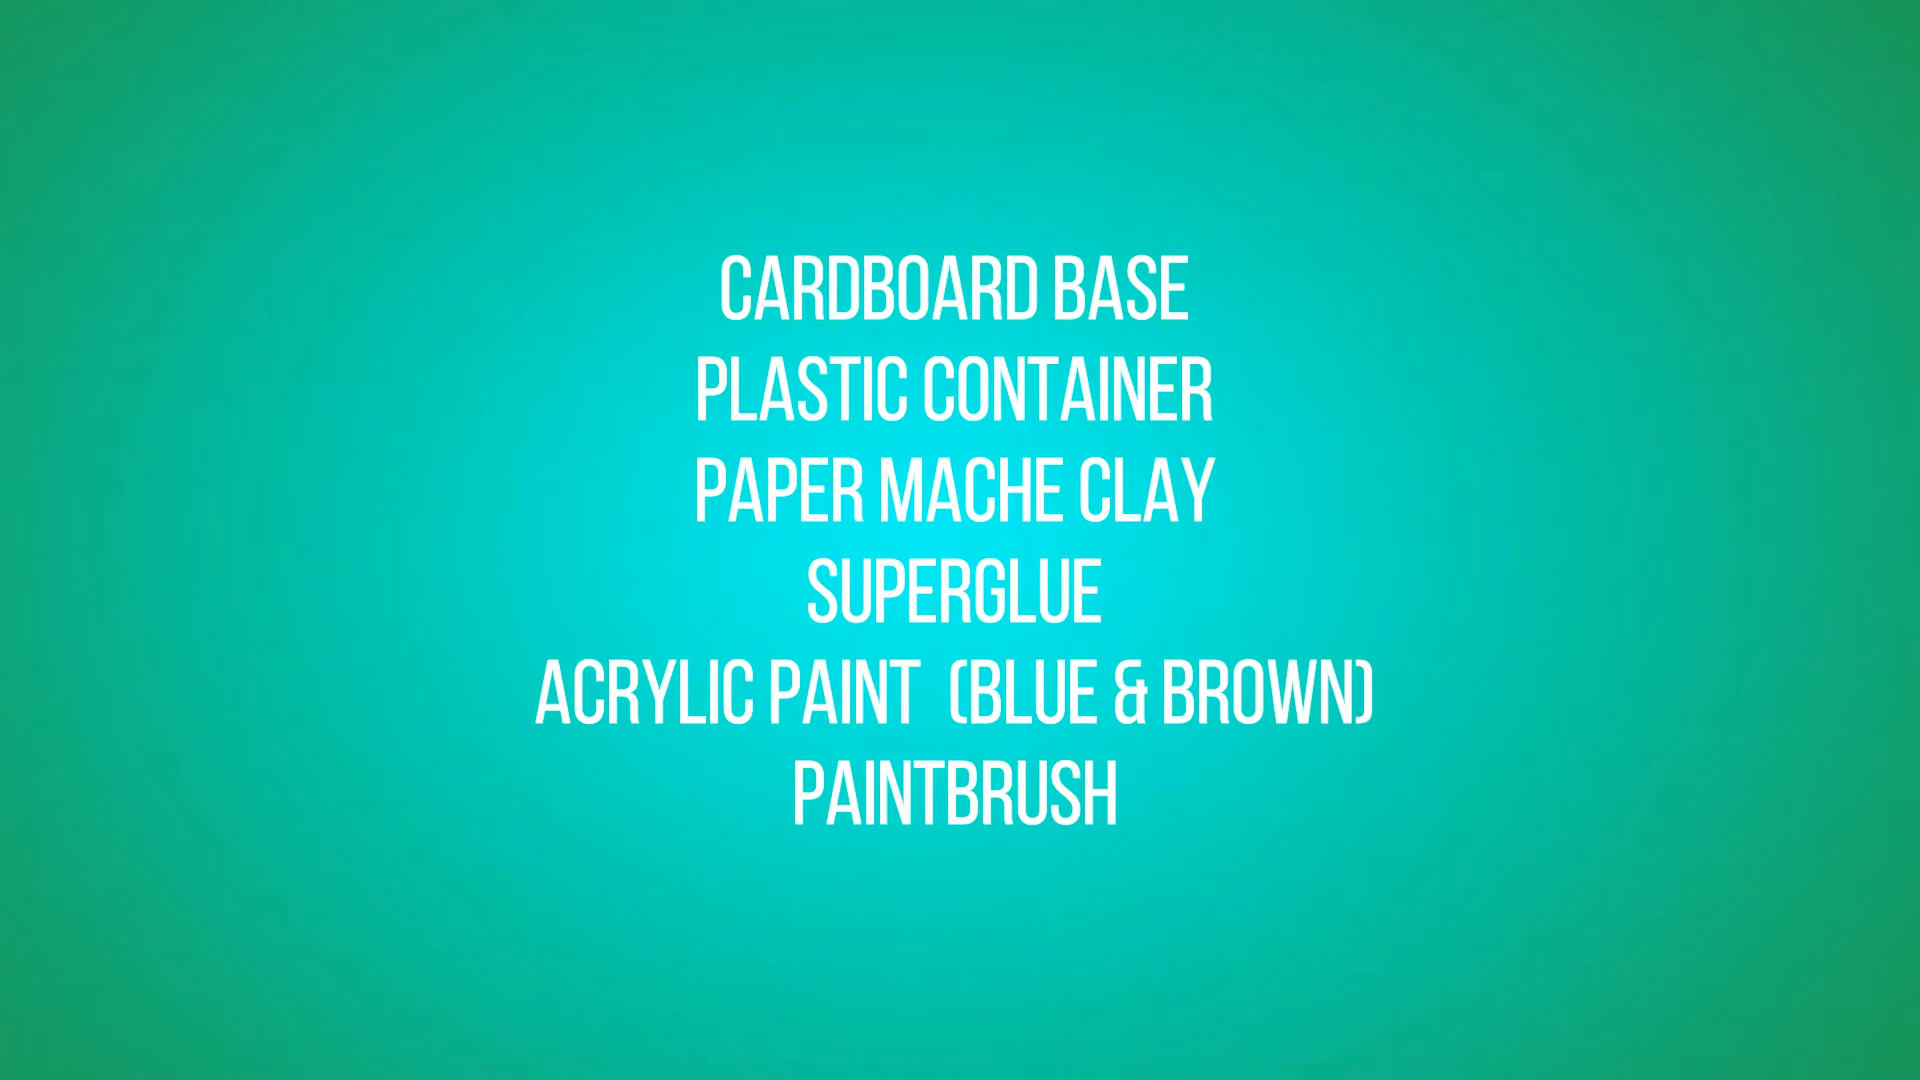 CARDBOARD BASE
PLASTIC CONTAINER
PAPER MACHE CLAY
SUPERGLUE
ACRYLIC PAINT (BLUE & BROWN)
PAINTBRUSH